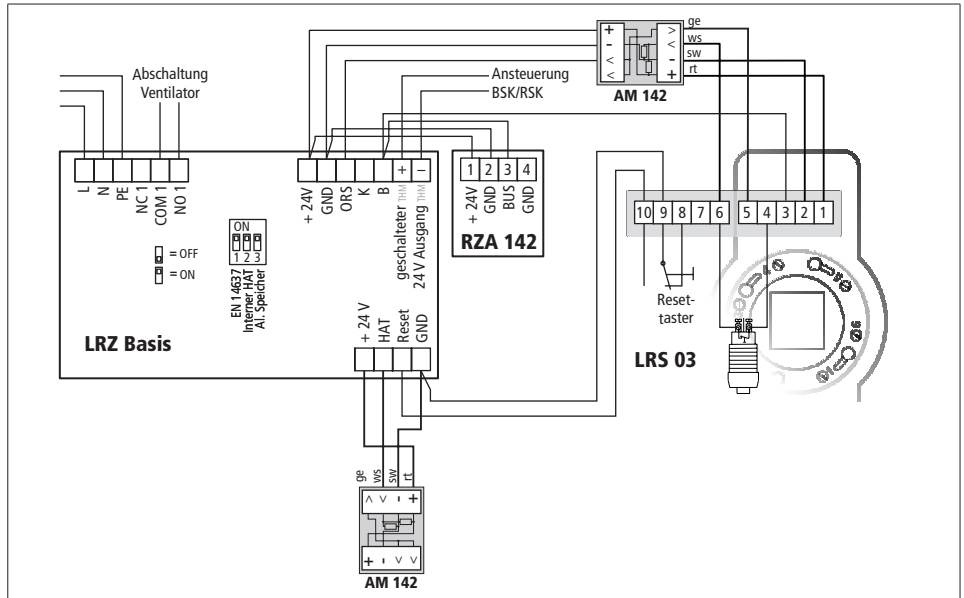 Abschaltung
Ventilator
L
N
PE
NC 1
COM 1
NO 1
ON
1 2 3
EN 14637
Interner HAT
Al. Speicher
= OFF
= ON
LRZ Basis
+ 24V
GND
ORS
K
B
+
–
geschalteter THM
24 V Ausgang THM
Ansteuerung
BSK/RSK
+ 24 V
HAT
Reset
GND
1 2 3 4
+ 24V
GND
BUS
GND
RZA 142
+
-
<
<
>
<
-
+
ge
ws
sw
rt
AM 142
10 9 8 7 6 5 4 3 2 1
Reset-
taster
LRS 03
ge
ws
sw
rt
+
-
AM 142